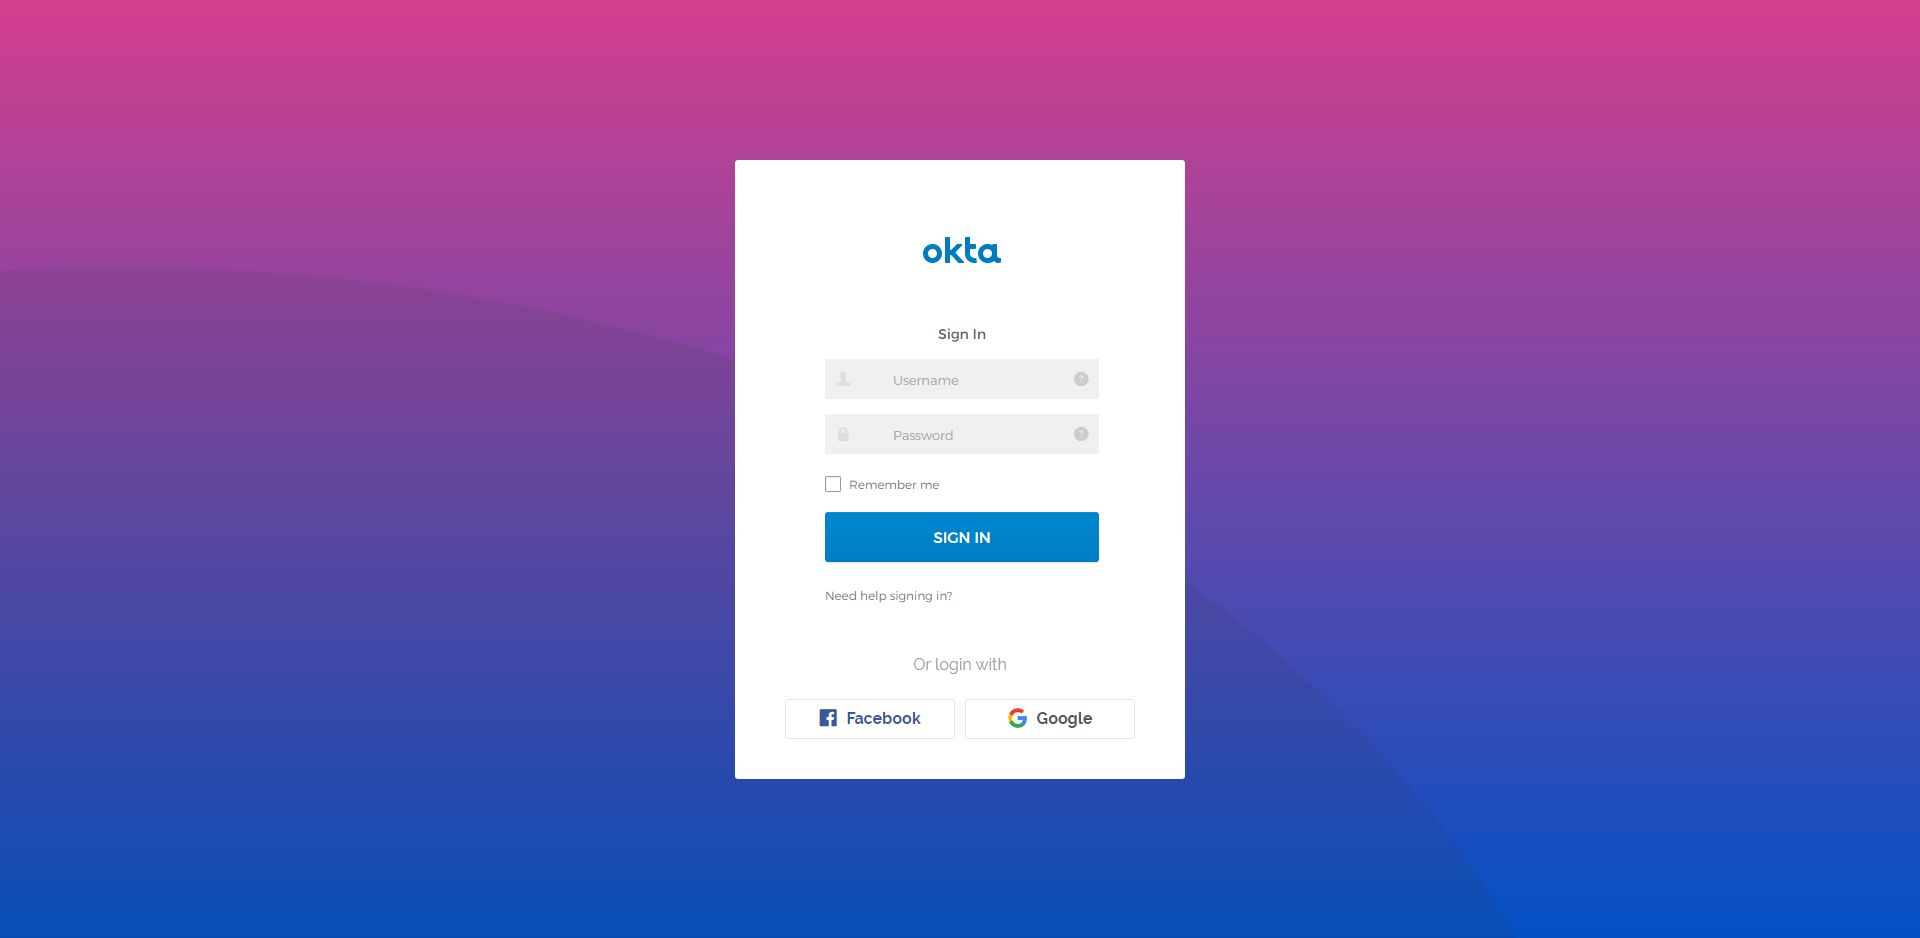 okta
Sign In
Username ?
Password ?
Remember me
SIGN IN
Need help signing in?
Or login with
Facebook Google